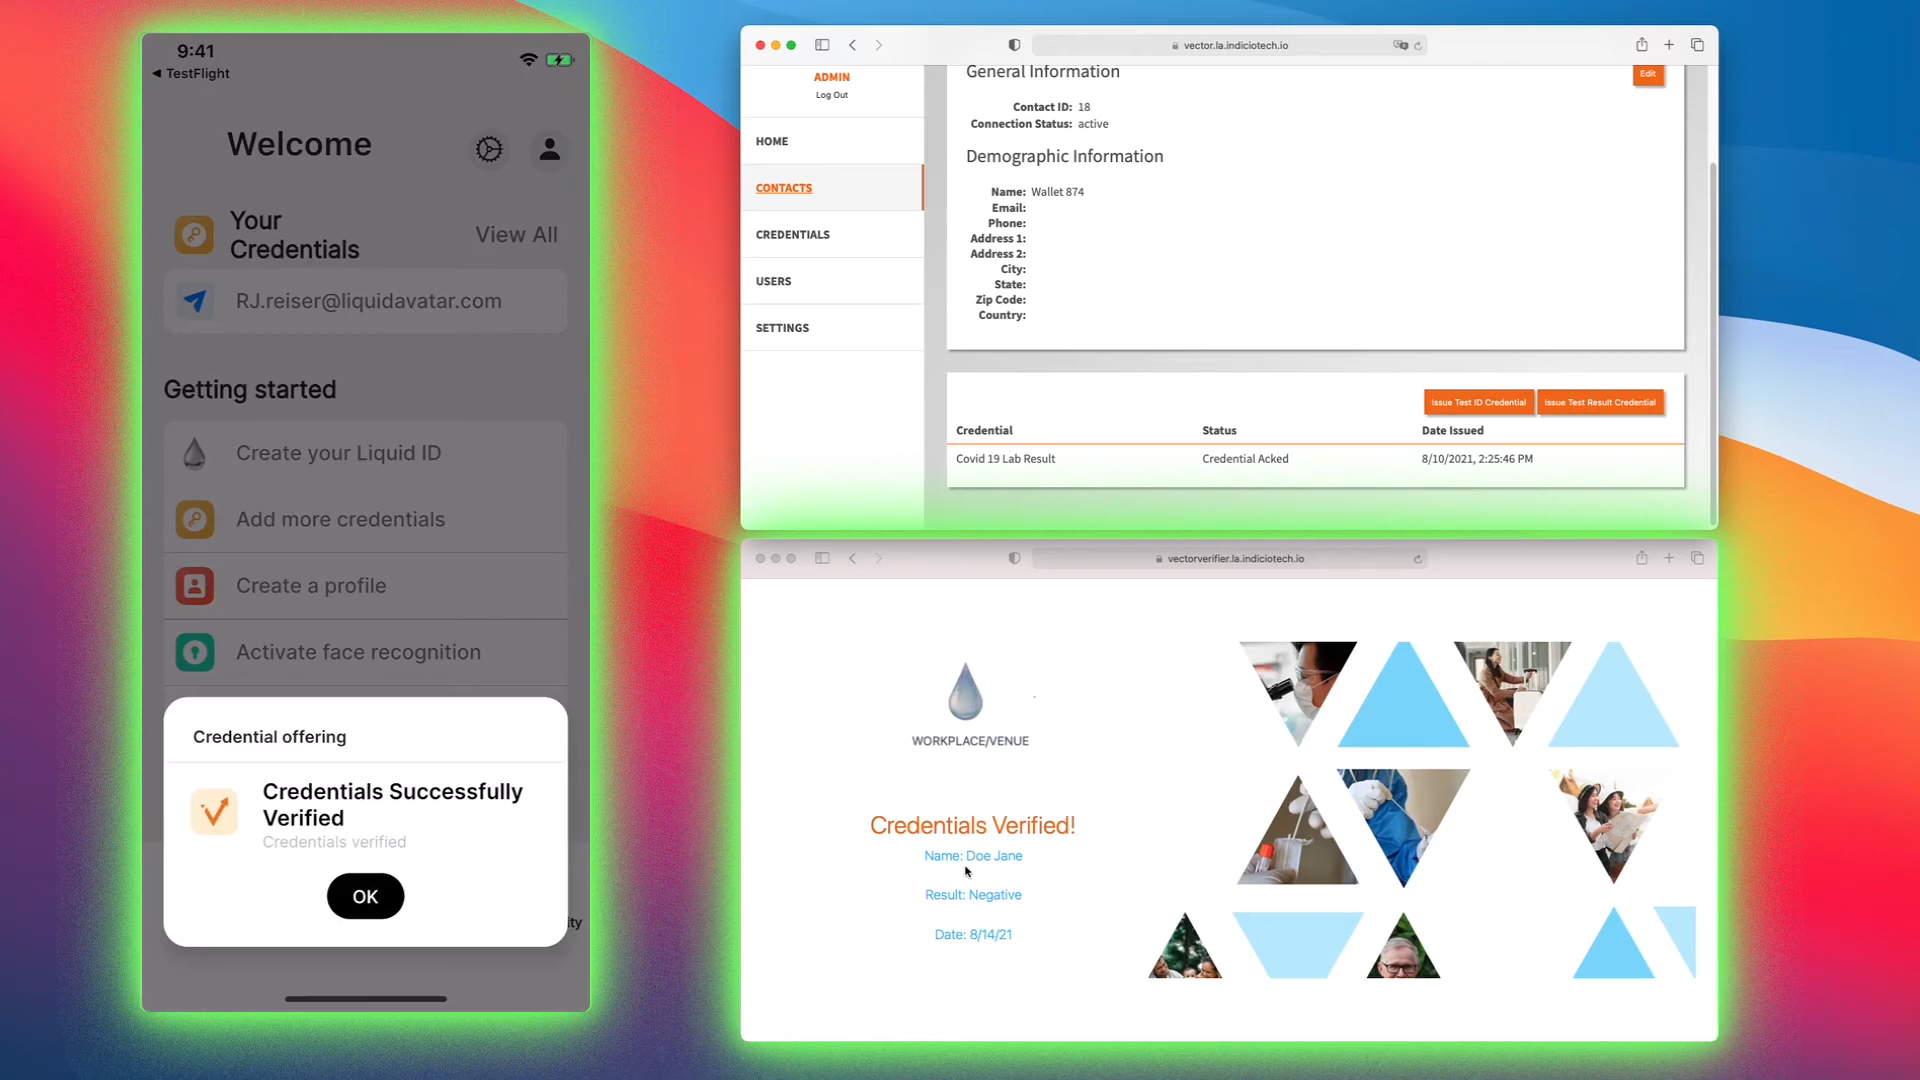 9:41
TestFlight
Welcome
Your
Credentials
View All
RJ.reiser@liquidavatar.com
Getting started
Create your Liquid ID
Add more credentials
Create a profile
Activate face recognition
ity
Credential offering
Credentials Successfully
Verified
Credentials verified
OK
vector.la.indiciotech.io
ADMIN
Log Out
HOME
CONTACTS
CREDENTIALS
USERS
SETTINGS
General Information
Edit
Contact ID: 18
Connection Status: active
Demographic Information
Name: Wallet 874
Email:
Phone:
Address 1:
Address 2:
City:
State:
Zip Code:
Country:
Issue Test ID Credential
Issue Test Result Credential
Credential Status Date Issued
Covid 19 Lab Result Credential Acked 8/10/2021, 2:25:46 PM
vectorverifier.la.indiciotech.io
WORKPLACE/VENUE
Credentials Verified!
Name: Doe Jane
Result: Negative
Date: 8/14/21